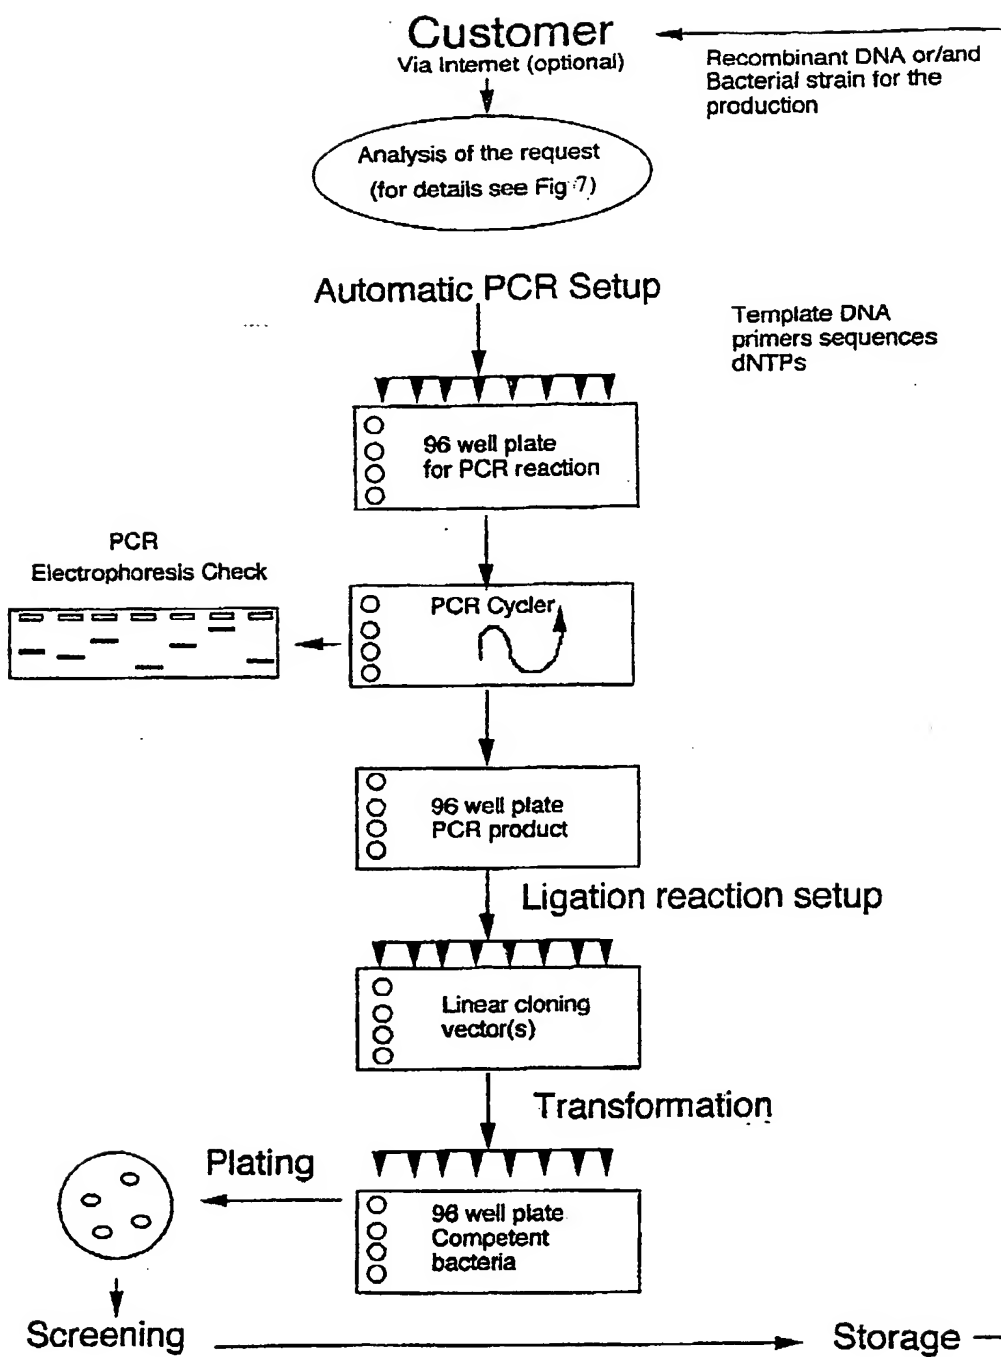 Customer
Via Internet (optional)
Recombinant DNA or/and
Bacterial strain for the
production
Analysis of the request
(for details see Fig 7)
Automatic PCR Setup
Template DNA
primers sequences
dNTPs
96 well plate
for PCR reaction
PCR
Electrophoresis Check
PCR Cycler
96 well plate
PCR product
Ligation reaction setup
Linear cloning
vector(s)
Transformation
Plating
96 well plate
Competent
bacteria
Screening
Storage